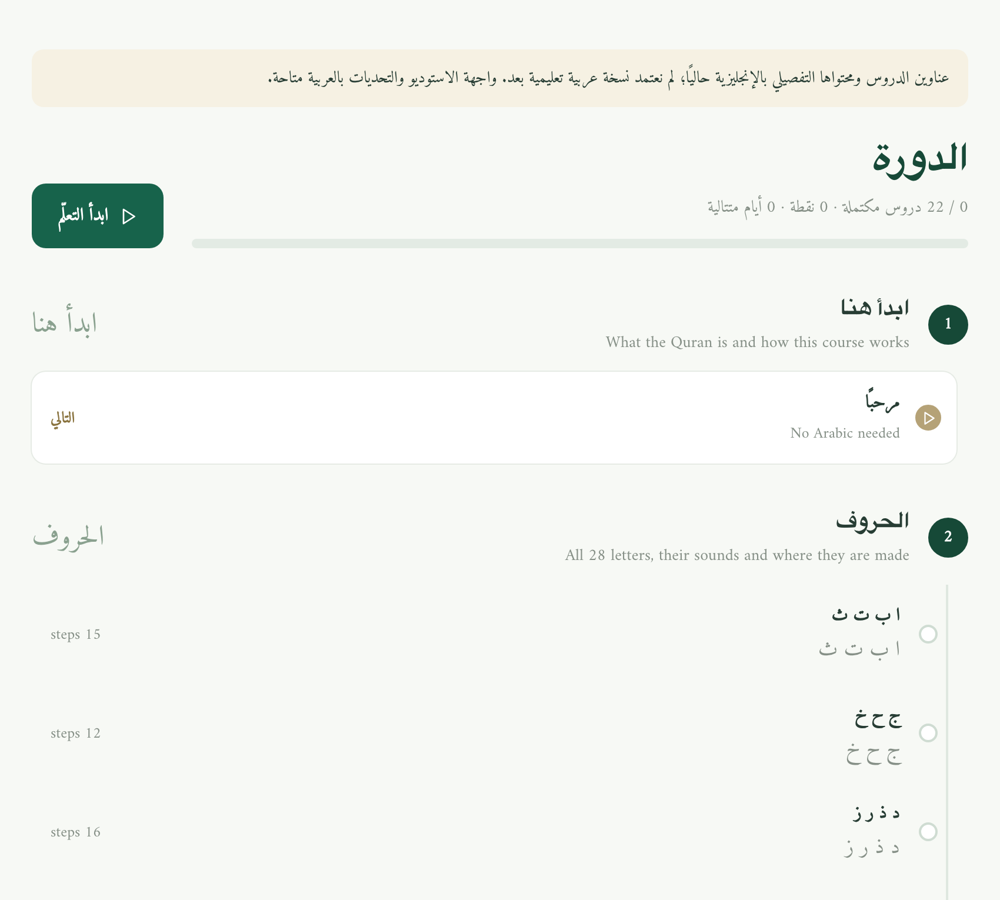 عناوين الدروس ومحتواها التفصيلي بالإنجليزية حاليًا؛ لم نعتمد نسخة عربية تعليمية بعد. واجهة الاستوديو والتحديات بالعربية متاحة.
الدورة
0 / 22 دروس مكتملة · 0 نقطة · 0 أيام متتالية
ابدأ التعلّم
1
ابدأ هنا
ابدأ هنا
What the Quran is and how this course works
مرحبًا
No Arabic needed
التالي
2
الحروف
الحروف
All 28 letters, their sounds and where they are made
ا ب ت ث
ا ب ت ث
steps 15
ج ح خ
ج ح خ
steps 12
د ذ ر ز
د ذ ر ز
steps 16